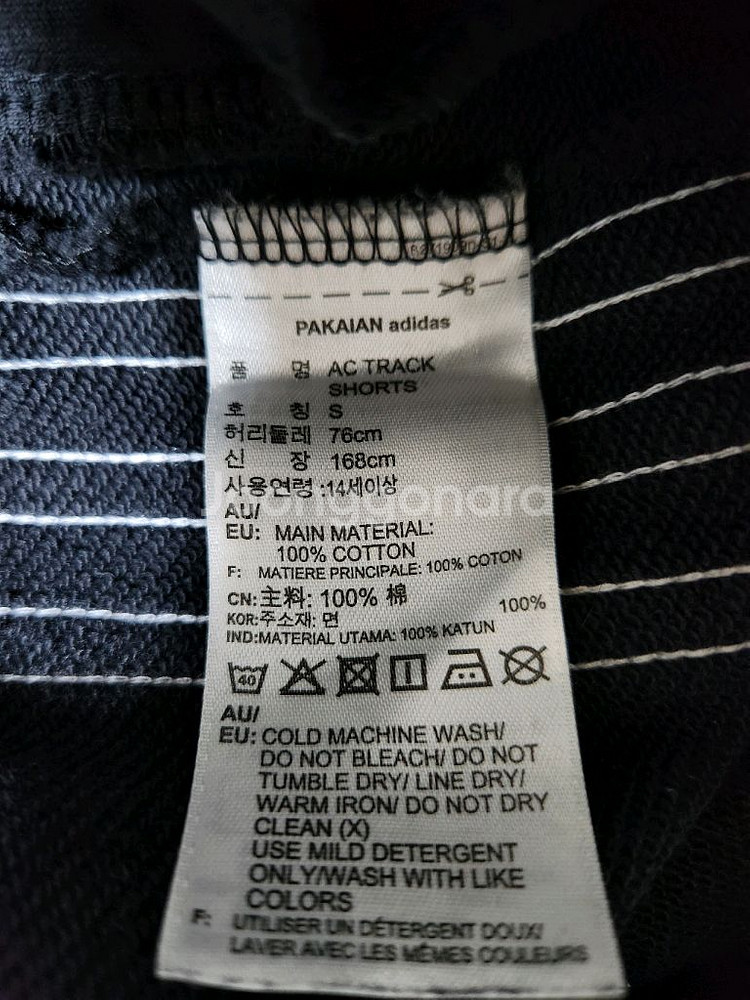 PAKAIAN adidas
품 명 AC TRACK
SHORTS
호 칭 S
허리둘레 76cm
신 장 168cm
사용연령 :14세이상
AU/
EU: MAIN MATERIAL:
100% COTTON
F: MATIERE PRINCIPALE: 100% COTON
CN: 主料: 100% 棉
KOR:주소재: 면 100%
IND:MATERIAL UTAMA: 100% KATUN
40
AU/
EU: COLD MACHINE WASH/
DO NOT BLEACH/ DO NOT
TUMBLE DRY/ LINE DRY/
WARM IRON/ DO NOT DRY
CLEAN (X)
USE MILD DETERGENT
ONLY/WASH WITH LIKE
COLORS
F: UTILISER UN DÉTERGENT DOUX/
LAVER AVEC LES MÊMES COULEURS